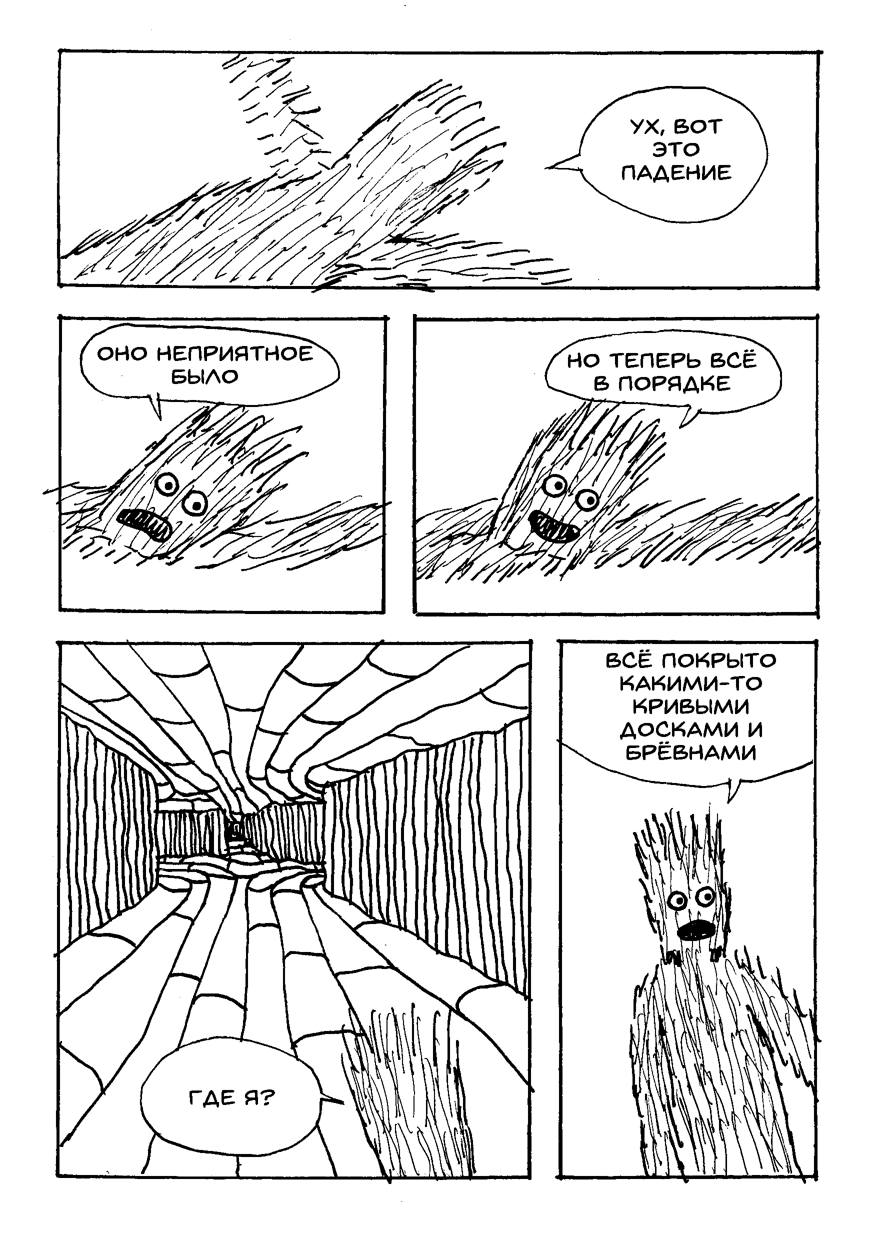 УХ, ВОТ
ЭТО
ПАДЕНИЕ
ОНО НЕПРИЯТНОЕ
БЫЛО
НО ТЕПЕРЬ ВСЁ
В ПОРЯДКЕ
ГДЕ Я?
ВСЁ ПОКРЫТО
КАКИМИ-ТО
КРИВЫМИ
ДОСКАМИ И
БРЁВНАМИ